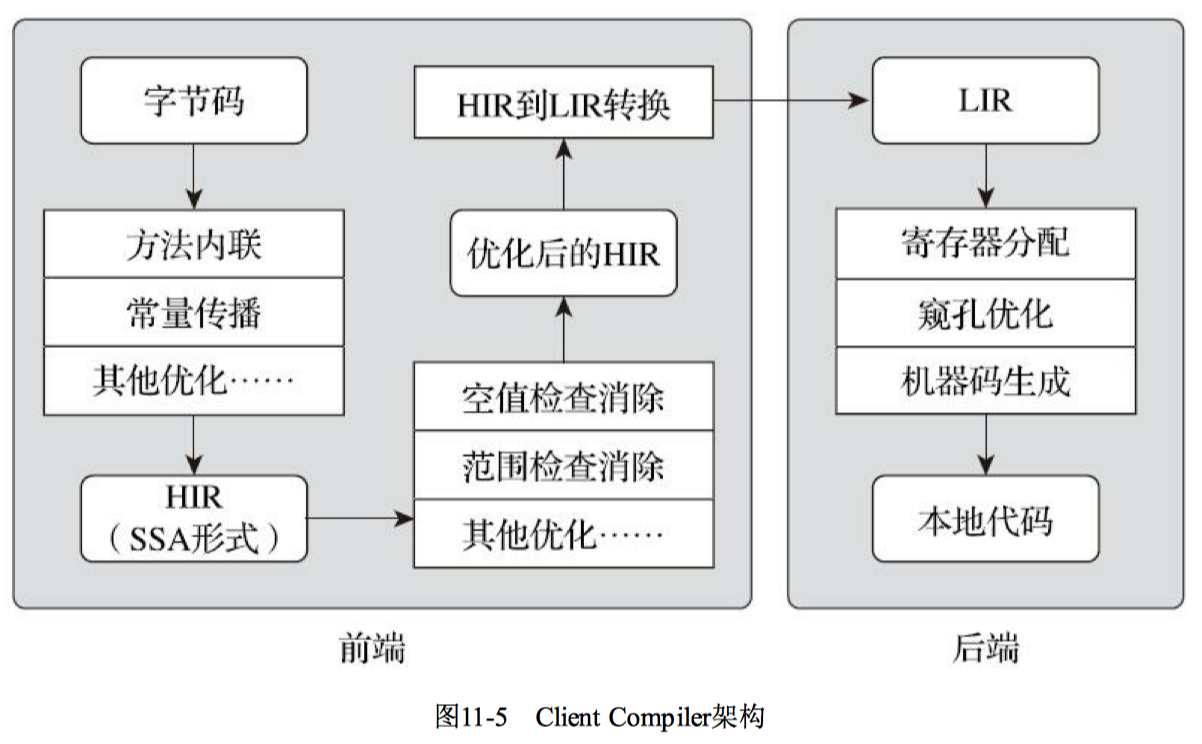 字节码
方法内联
常量传播
其他优化……
HIR
（SSA形式）
空值检查消除
范围检查消除
其他优化……
优化后的HIR
HIR到LIR转换
前端
LIR
寄存器分配
窥孔优化
机器码生成
本地代码
后端
图11-5 Client Compiler架构